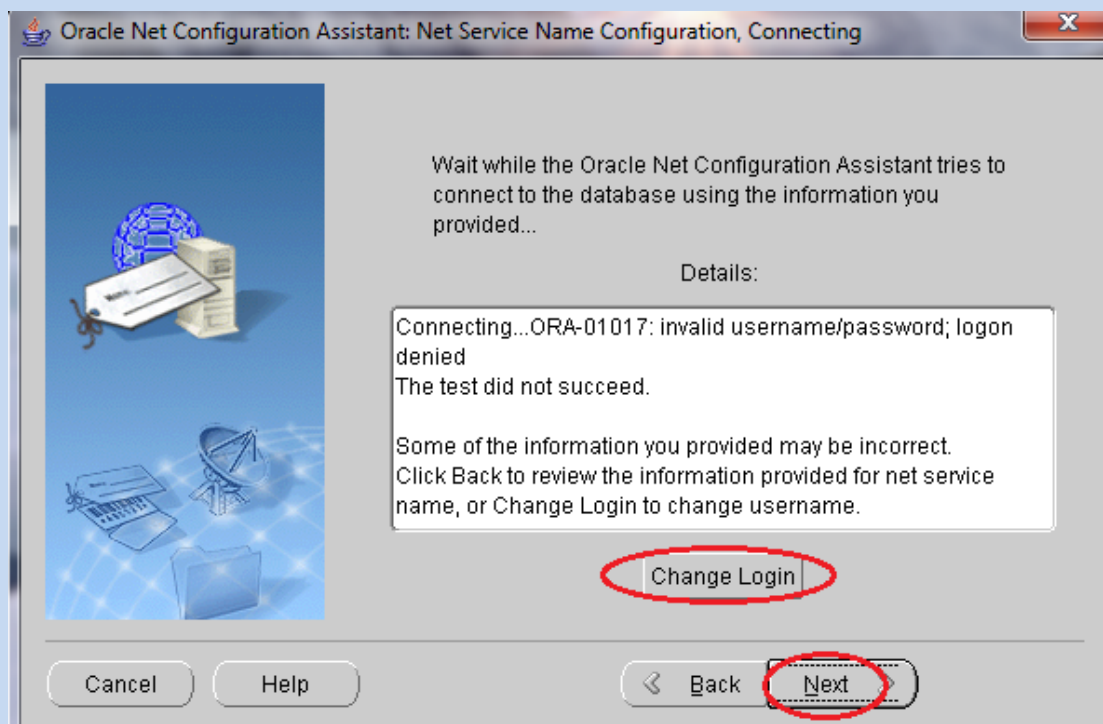 Oracle Net Configuration Assistant: Net Service Name Configuration, Connecting
Wait while the Oracle Net Configuration Assistant tries to
connect to the database using the information you
provided...
Details:
Connecting...ORA-01017: invalid username/password; logon
denied
The test did not succeed.
Some of the information you provided may be incorrect.
Click Back to review the information provided for net service
name, or Change Login to change username.
Change Login
Cancel
Help
Back
Next